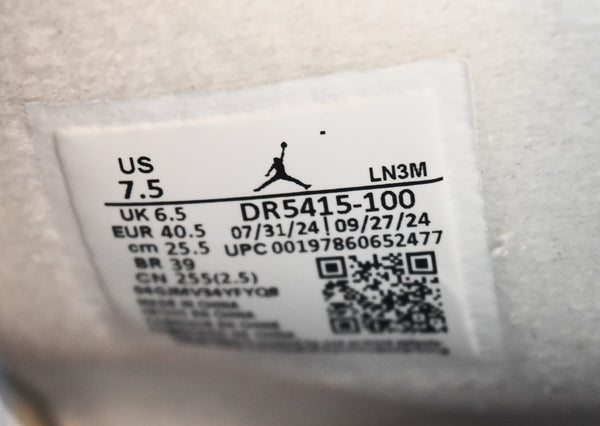 US
7.5
LN3M
UK 6.5
DR5415-100
EUR 40.5
07/31/24 | 09/27/24
cm 25.5
UPC 00197860652477
BR 39
CN 255(2.5)
MADE IN CHINA